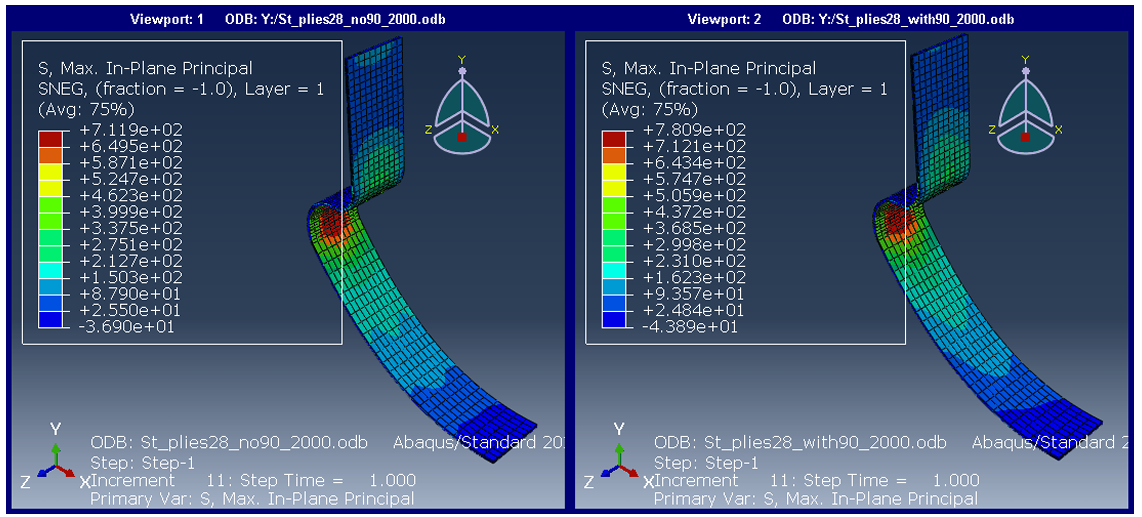 Viewport: 1 ODB: Y:/St_plies28_no90_2000.odb
S, Max. In-Plane Principal
SNEG, (fraction = -1.0), Layer = 1
(Avg: 75%)
+7.119e+02
+6.495e+02
+5.871e+02
+5.247e+02
+4.623e+02
+3.999e+02
+3.375e+02
+2.751e+02
+2.127e+02
+1.503e+02
+8.790e+01
+2.550e+01
-3.690e+01
Y
Z
X
Y
Z
X
ODB: St_plies28_no90_2000.odb Abaqus/Standard
Step: Step-1
Increment 11: Step Time = 1.000
Primary Var: S, Max. In-Plane Principal
Viewport: 2 ODB: Y:/St_plies28_with90_2000.odb
S, Max. In-Plane Principal
SNEG, (fraction = -1.0), Layer = 1
(Avg: 75%)
+7.809e+02
+7.121e+02
+6.434e+02
+5.747e+02
+5.059e+02
+4.372e+02
+3.685e+02
+2.998e+02
+2.310e+02
+1.623e+02
+9.357e+01
+2.484e+01
-4.389e+01
Y
Z
X
Y
Z
X
ODB: St_plies28_with90_2000.odb Abaqus/Standard 2
Step: Step-1
Increment 11: Step Time = 1.000
Primary Var: S, Max. In-Plane Principal